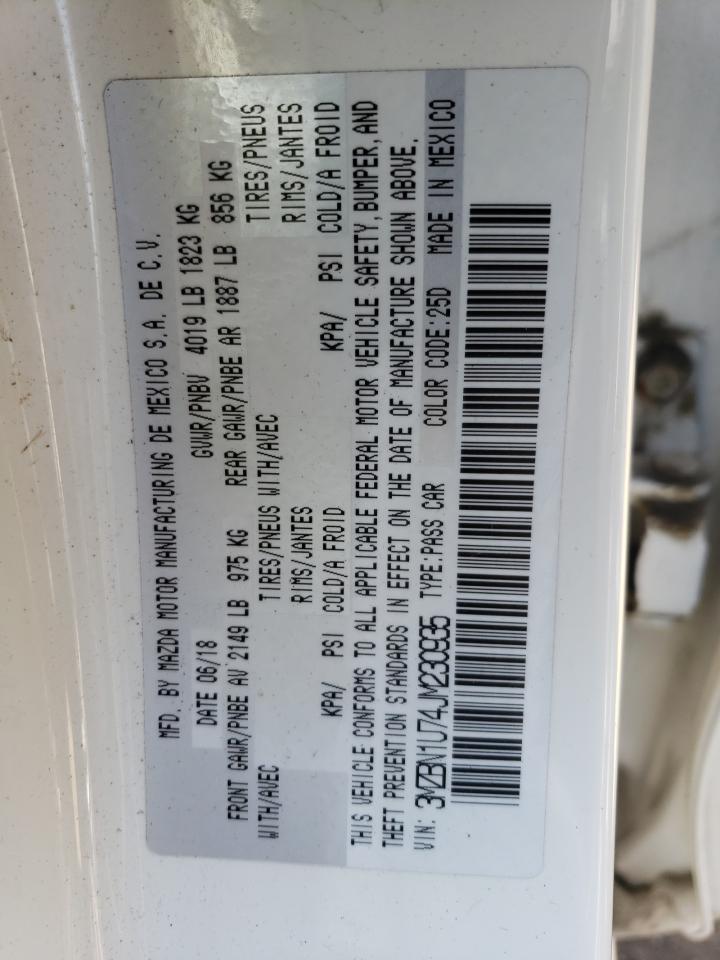 MFD. BY MAZDA MOTOR MANUFACTURING DE MEXICO S.A. DE C.V.
DATE 06/18 GVWR/PNBV 4019 LB 1823 KG
FRONT GAWR/PNBE AV 2149 LB 975 KG REAR GAWR/PNBE AR 1887 LB 856 KG
WITH/AVEC TIRES/PNEUS WITH/AVEC TIRES/PNEUS
RIMS/JANTES RIMS/JANTES
KPA/ PSI COLD/A FROID KPA/ PSI COLD/A FROID
THIS VEHICLE CONFORMS TO ALL APPLICABLE FEDERAL MOTOR VEHICLE SAFETY, BUMPER, AND
THEFT PREVENTION STANDARDS IN EFFECT ON THE DATE OF MANUFACTURE SHOWN ABOVE.
VIN: 3MZBN1U74JM230935 TYPE:PASS CAR COLOR CODE:25D MADE IN MEXICO